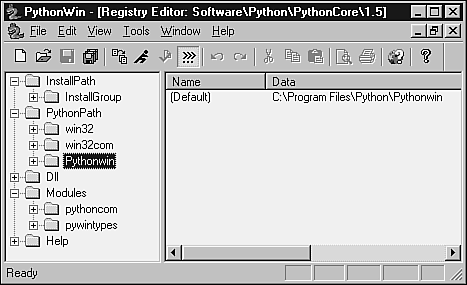 PythonWin - [Registry Editor: Software\Python\PythonCore\1.5]
File Edit View Tools Window Help
InstallPath
InstallGroup
PythonPath
win32
win32com
Pythonwin
Dll
Modules
pythoncom
pywintypes
Help
Name Data
(Default) C:\Program Files\Python\Pythonwin
Ready